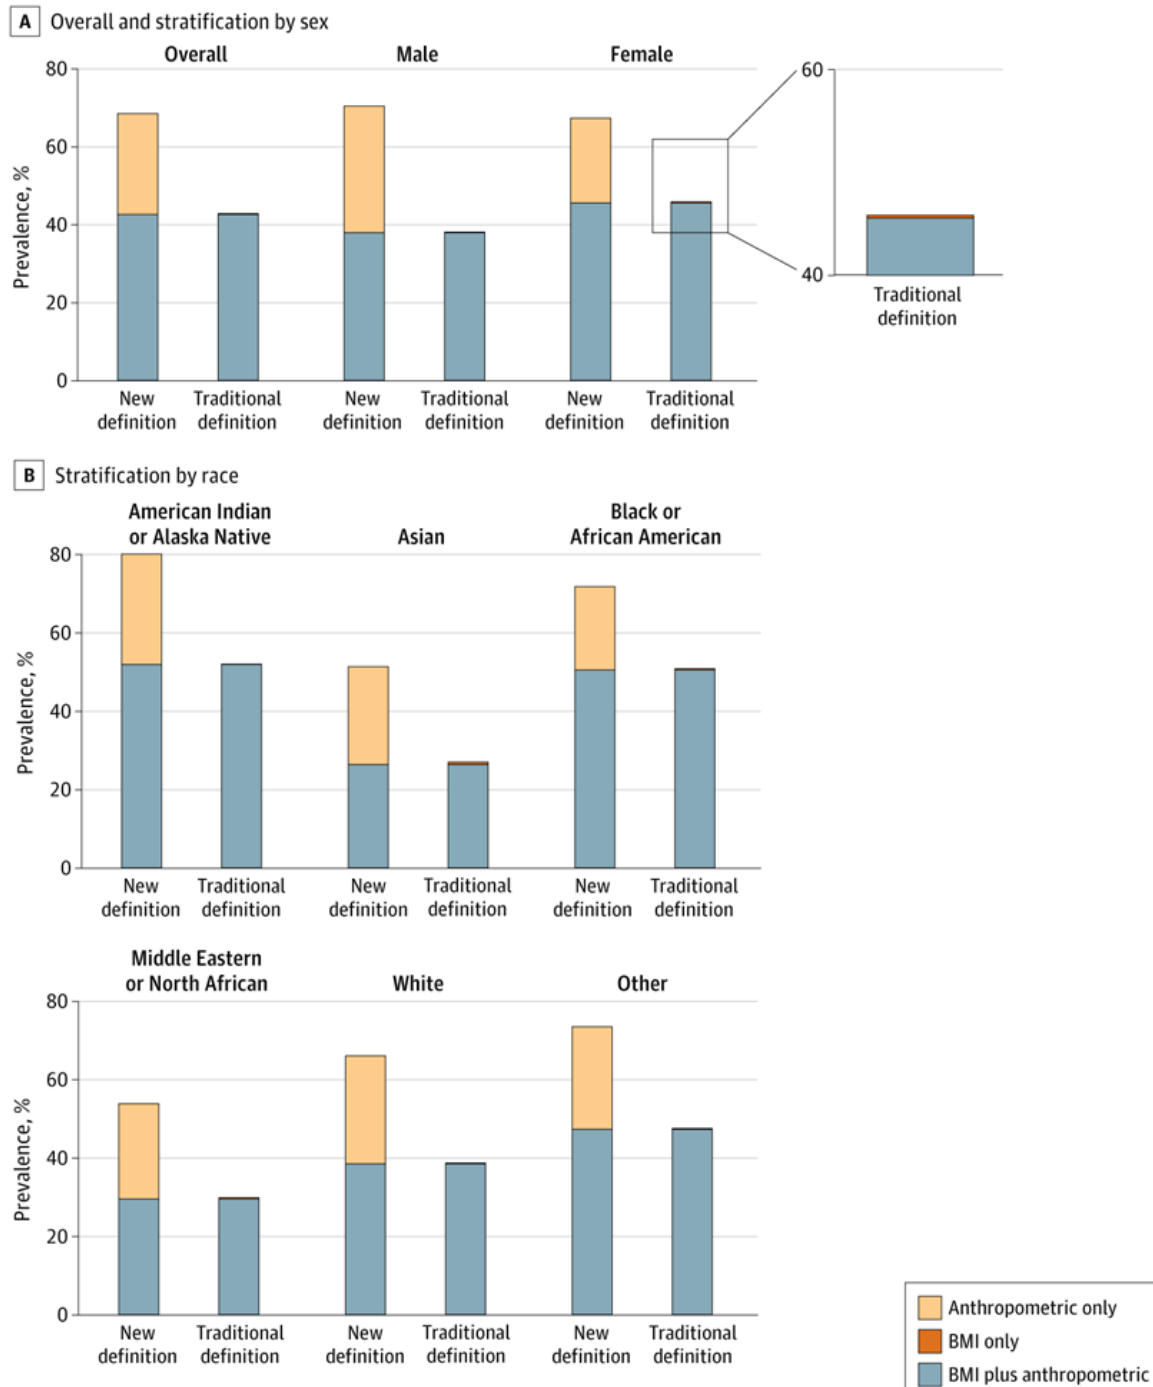 A Overall and stratification by sex
Overall Male Female
80
60
40
20
0
Prevalence, %
New definition
Traditional definition
New definition
Traditional definition
New definition
Traditional definition
60
40
Traditional definition
B Stratification by race
American Indian or Alaska Native
Asian
Black or African American
80
60
40
20
0
Prevalence, %
New definition
Traditional definition
New definition
Traditional definition
New definition
Traditional definition
Middle Eastern or North African
White
Other
80
60
40
20
0
Prevalence, %
New definition
Traditional definition
New definition
Traditional definition
New definition
Traditional definition
Anthropometric only
BMI only
BMI plus anthropometric